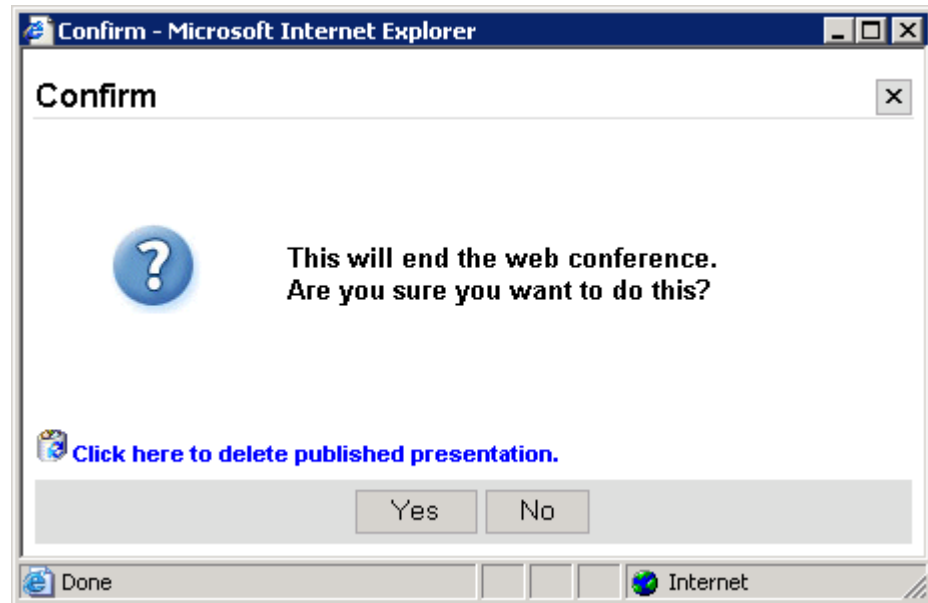 Confirm - Microsoft Internet Explorer
Confirm
This will end the web conference.
Are you sure you want to do this?
Click here to delete published presentation.
Yes No
Done Internet